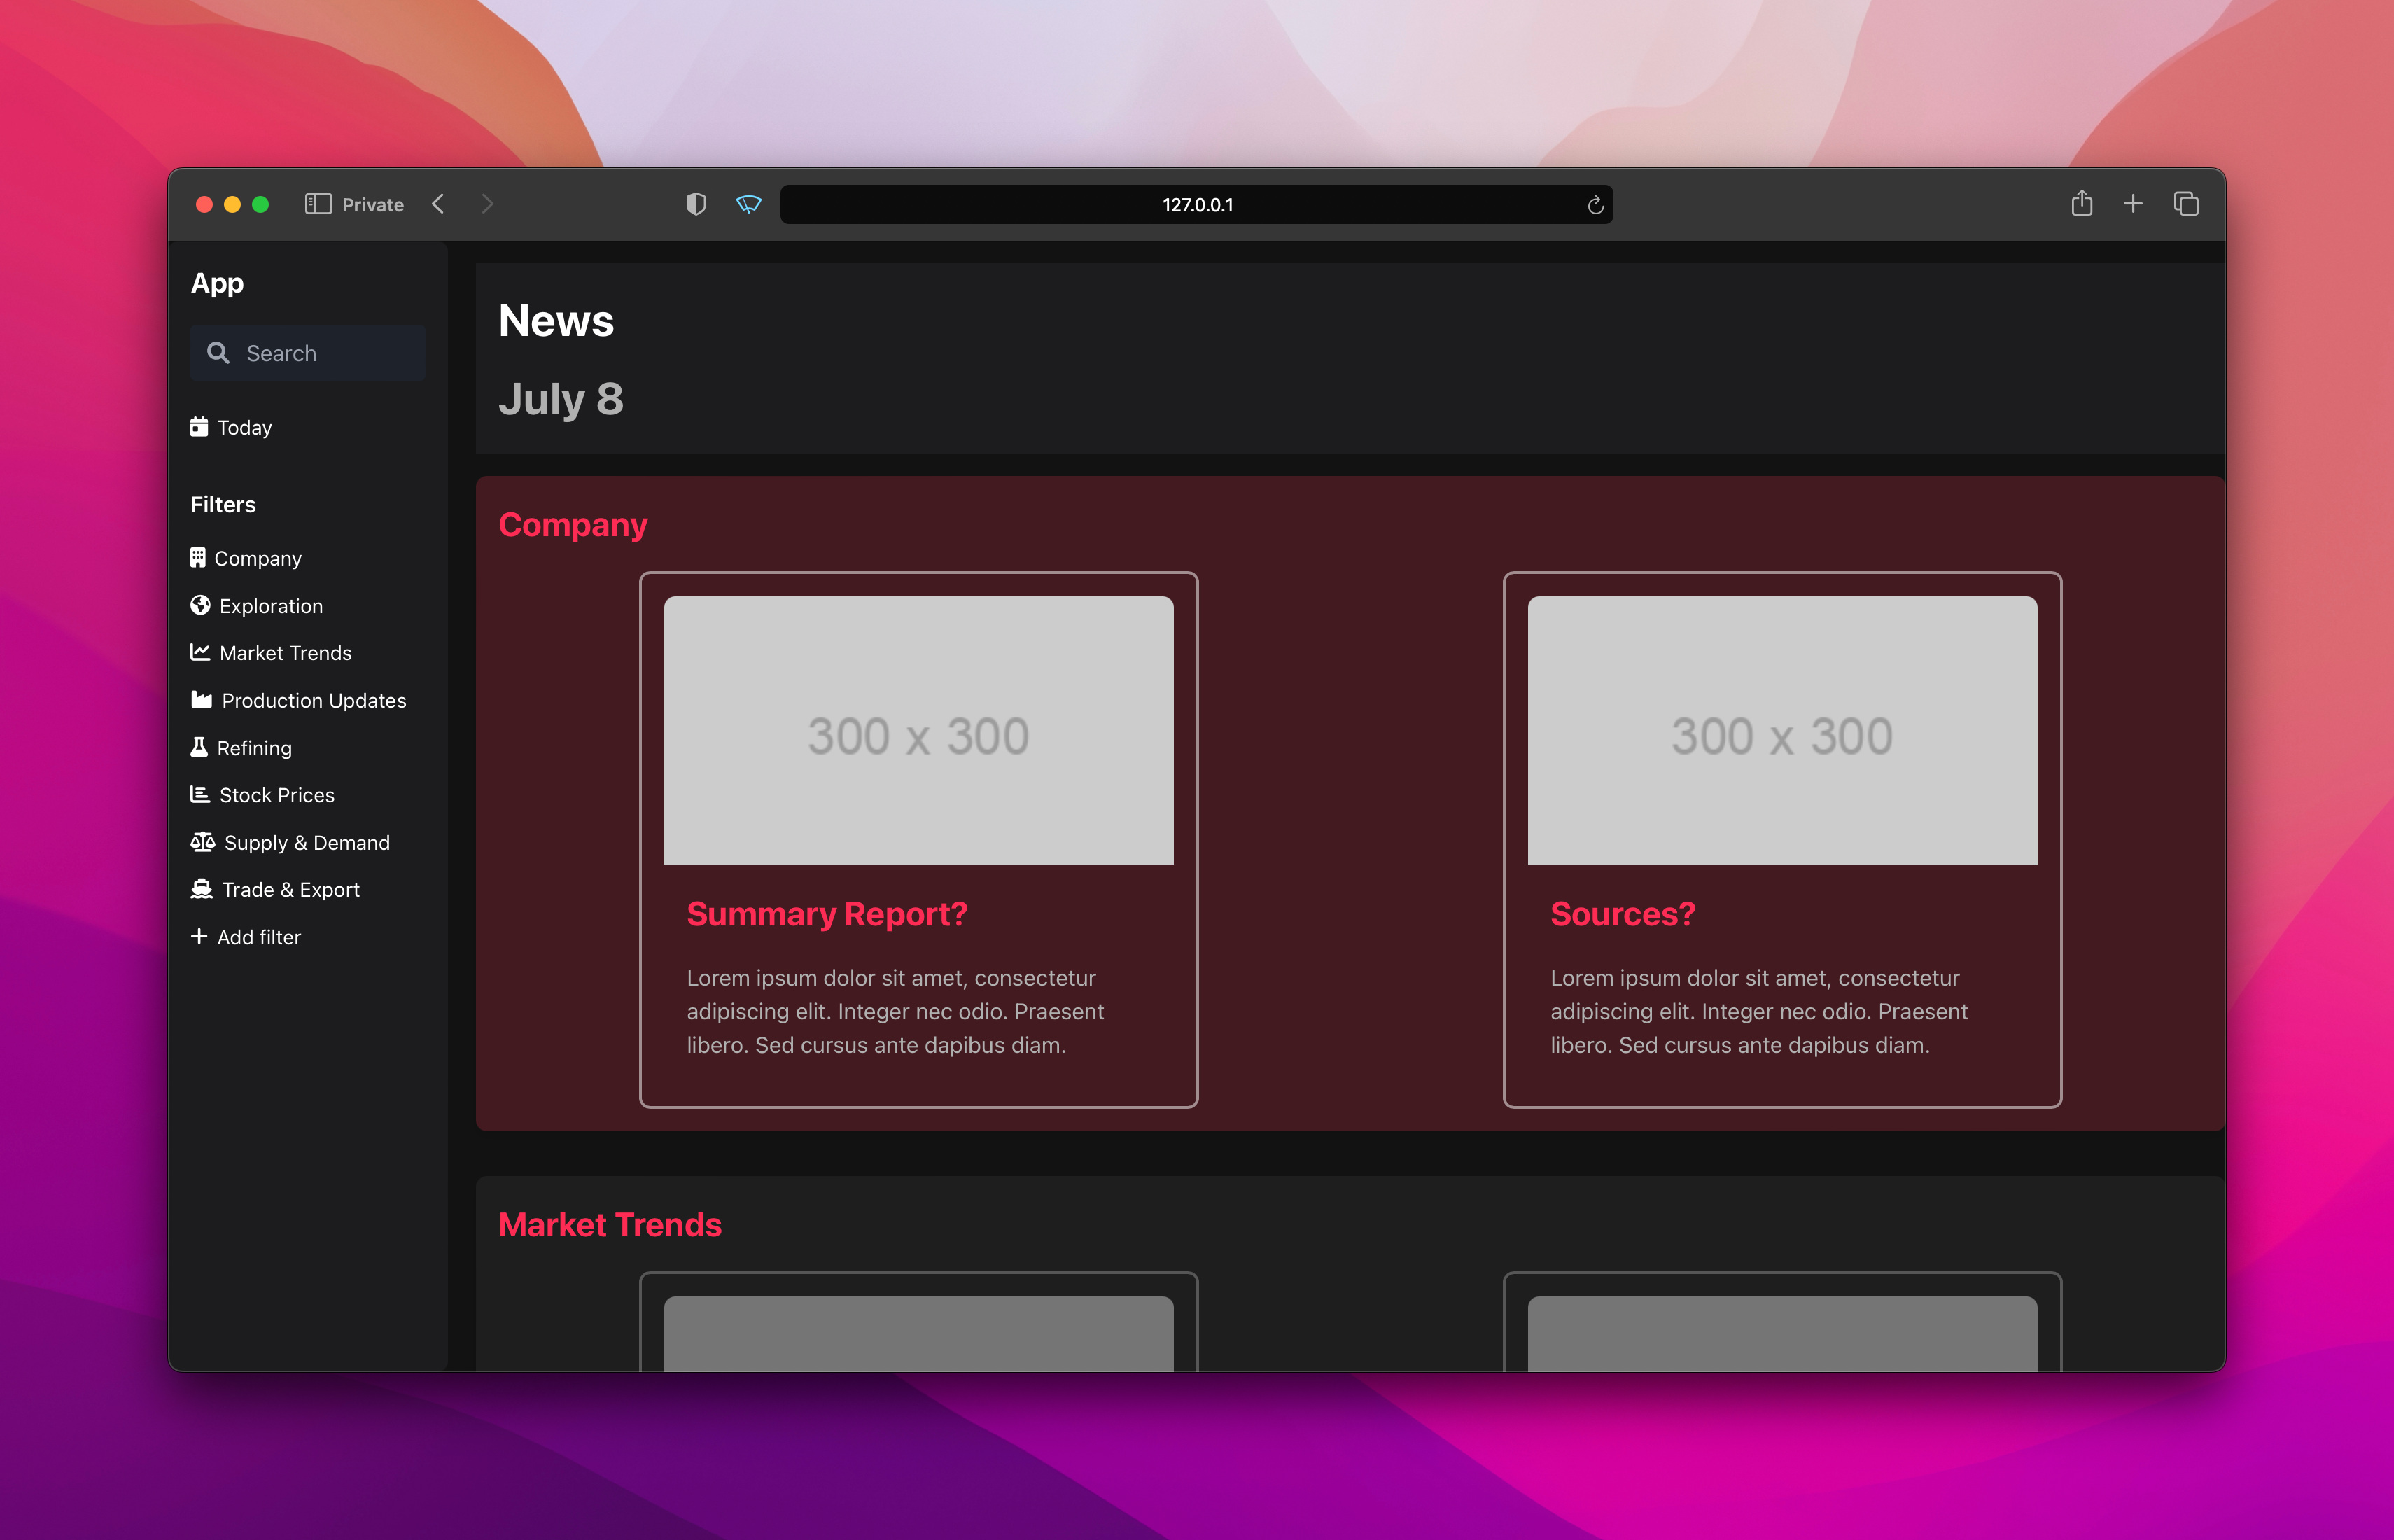 Private
127.0.0.1
App
Search
Today
Filters
Company
Exploration
Market Trends
Production Updates
Refining
Stock Prices
Supply & Demand
Trade & Export
Add filter
News
July 8
Company
300 x 300
Summary Report?
Lorem ipsum dolor sit amet, consectetur
adipiscing elit. Integer nec odio. Praesent
libero. Sed cursus ante dapibus diam.
300 x 300
Sources?
Lorem ipsum dolor sit amet, consectetur
adipiscing elit. Integer nec odio. Praesent
libero. Sed cursus ante dapibus diam.
Market Trends